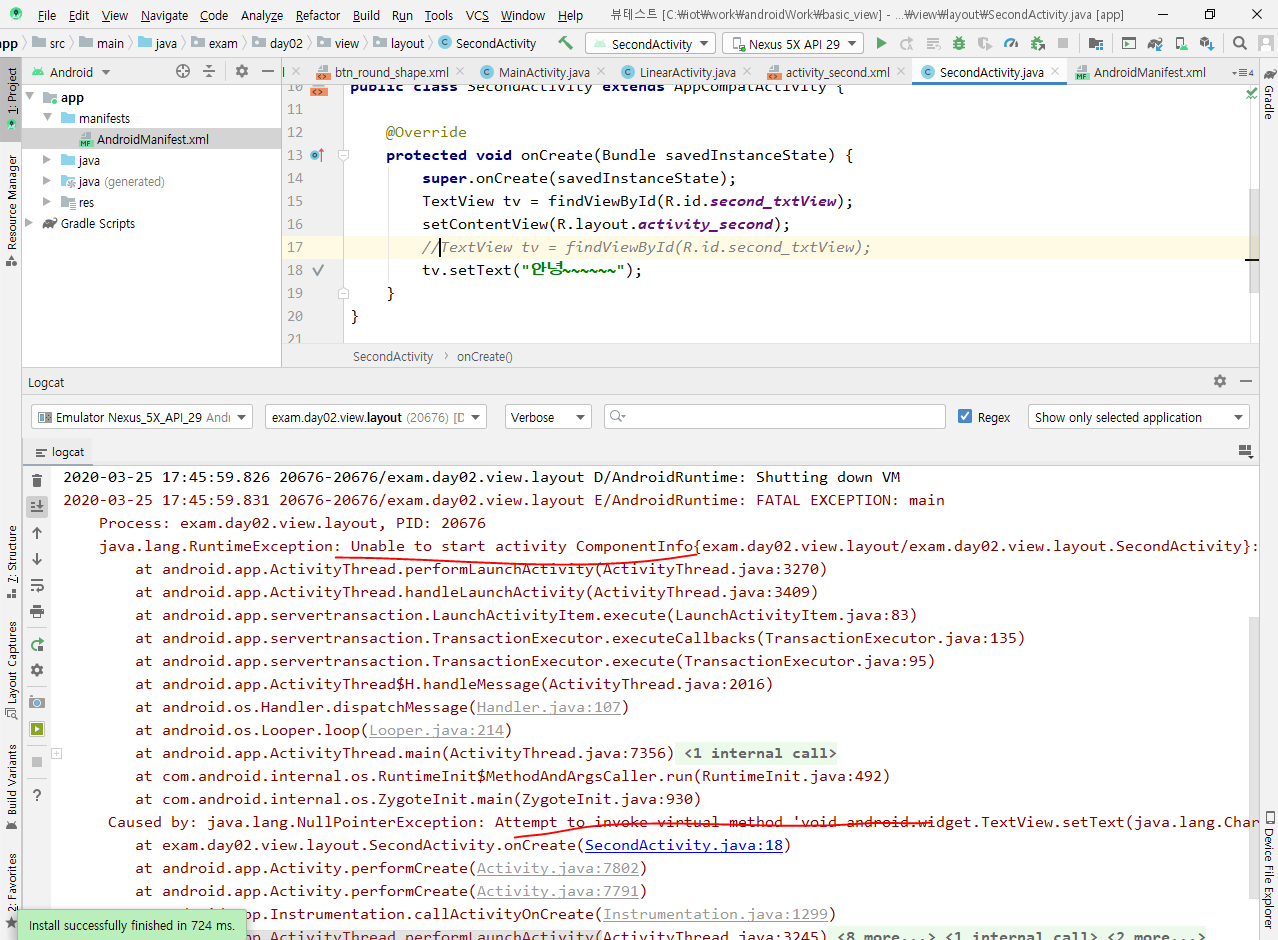 File Edit View Navigate Code Analyze Refactor Build Run Tools VCS Window Help 뷰테스트 [C:₩iot₩work₩androidWork₩basic_view] - ...₩view₩layout₩SecondActivity.java [app]
app src main java exam day02 view layout SecondActivity SecondActivity Nexus 5X API 29
Android btn_round_shape.xml MainActivity.java LinearActivity.java activity_second.xml SecondActivity.java AndroidManifest.xml 4
1: Project
Resource Manager
app
manifests
AndroidManifest.xml
java
java (generated)
res
Gradle Scripts
10 public class SecondActivity extends AppCompatActivity {
11
12 @Override
13 protected void onCreate(Bundle savedInstanceState) {
14 super.onCreate(savedInstanceState);
15 TextView tv = findViewById(R.id.second_txtView);
16 setContentView(R.layout.activity_second);
17 //TextView tv = findViewById(R.id.second_txtView);
18 tv.setText("안녕~~~~~~");
19 }
20 }
21
SecondActivity onCreate()
Gradle
Logcat
Emulator Nexus_5X_API_29 Andr exam.day02.view.layout (20676) [D Verbose Regex Show only selected application
logcat
2020-03-25 17:45:59.826 20676-20676/exam.day02.view.layout D/AndroidRuntime: Shutting down VM
2020-03-25 17:45:59.831 20676-20676/exam.day02.view.layout E/AndroidRuntime: FATAL EXCEPTION: main
Process: exam.day02.view.layout, PID: 20676
java.lang.RuntimeException: Unable to start activity ComponentInfo{exam.day02.view.layout/exam.day02.view.layout.SecondActivity}:
at android.app.ActivityThread.performLaunchActivity(ActivityThread.java:3270)
at android.app.ActivityThread.handleLaunchActivity(ActivityThread.java:3409)
at android.app.servertransaction.LaunchActivityItem.execute(LaunchActivityItem.java:83)
at android.app.servertransaction.TransactionExecutor.executeCallbacks(TransactionExecutor.java:135)
at android.app.servertransaction.TransactionExecutor.execute(TransactionExecutor.java:95)
at android.app.ActivityThread$H.handleMessage(ActivityThread.java:2016)
at android.os.Handler.dispatchMessage(Handler.java:107)
at android.os.Looper.loop(Looper.java:214)
at android.app.ActivityThread.main(ActivityThread.java:7356) <1 internal call>
at com.android.internal.os.RuntimeInit$MethodAndArgsCaller.run(RuntimeInit.java:492)
at com.android.internal.os.ZygoteInit.main(ZygoteInit.java:930)
Caused by: java.lang.NullPointerException: Attempt to invoke virtual method 'void android.widget.TextView.setText(java.lang.Char
at exam.day02.view.layout.SecondActivity.onCreate(SecondActivity.java:18)
at android.app.Activity.performCreate(Activity.java:7802)
at android.app.Activity.performCreate(Activity.java:7791)
app.Instrumentation.callActivityOnCreate(Instrumentation.java:1299)
app.ActivityThread.performLaunchActivity(ActivityThread.java:3245) <8 more...> <1 internal call> <2 more...>
Install successfully finished in 724 ms.
7: Structure
Layout Captures
Build Variants
2: Favorites
Device File Explorer